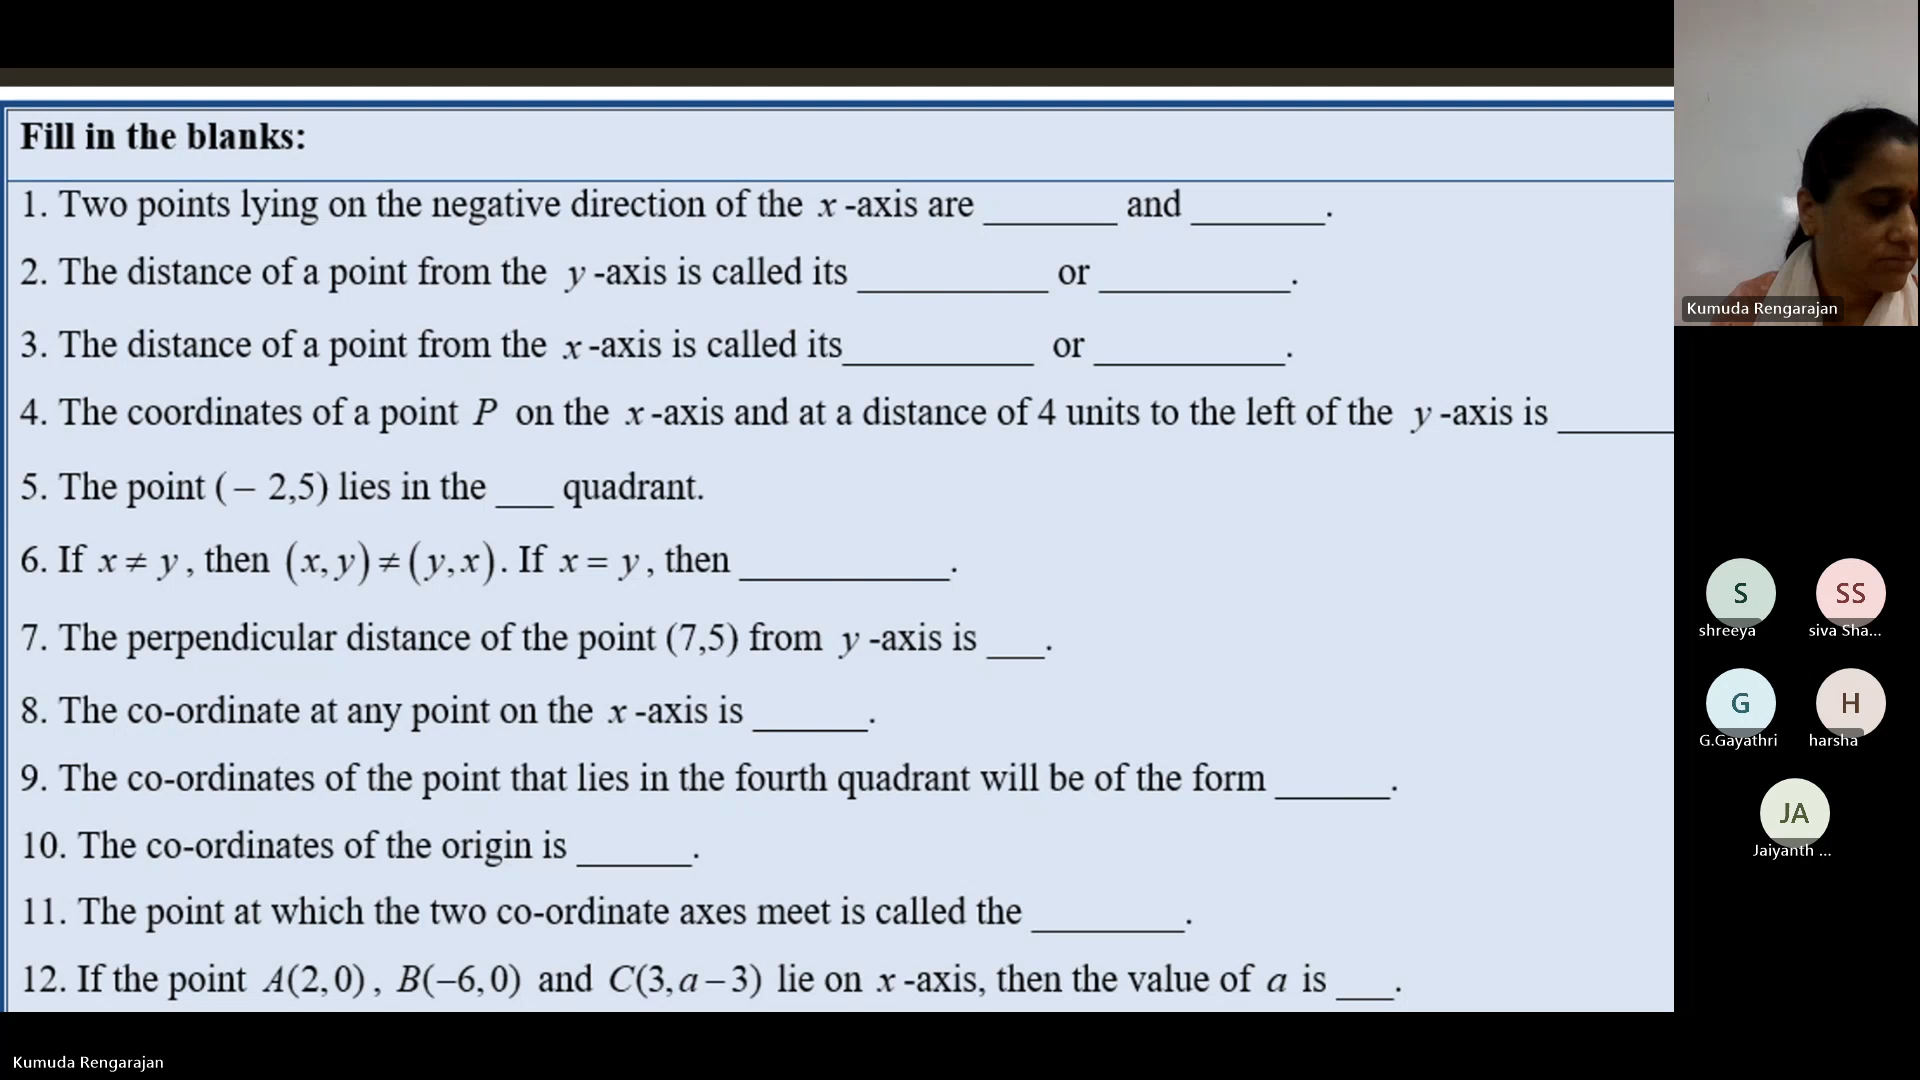 Fill in the blanks:
1. Two points lying on the negative direction of the x-axis are _______ and _______.
2. The distance of a point from the y-axis is called its __________ or __________.
3. The distance of a point from the x-axis is called its__________ or __________.
4. The coordinates of a point P on the x-axis and at a distance of 4 units to the left of the y-axis is ______
5. The point (– 2,5) lies in the ___ quadrant.
6. If x ≠ y, then (x, y) ≠ (y, x). If x = y, then ___________.
7. The perpendicular distance of the point (7,5) from y-axis is ___.
8. The co-ordinate at any point on the x-axis is ______.
9. The co-ordinates of the point that lies in the fourth quadrant will be of the form ______.
10. The co-ordinates of the origin is ______.
11. The point at which the two co-ordinate axes meet is called the ________.
12. If the point A(2,0), B(–6,0) and C(3,a–3) lie on x-axis, then the value of a is ___.
Kumuda Rengarajan
S SS
shreeya siva Sha...
G H
G.Gayathri harsha
JA
Jaiyanth ...
Kumuda Rengarajan